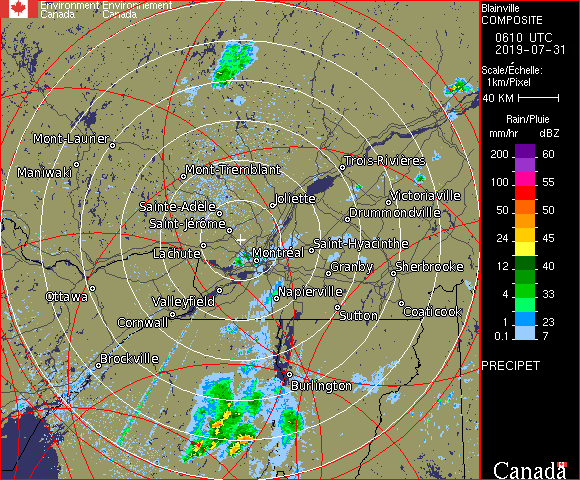 Environment Environnement
Canada Canada
Blainville
COMPOSITE
0610 UTC
2019-07-31
Scale/Échelle:
1km/Pixel
40 KM
Rain/Pluie
mm/hr dBZ
200 60
100 55
50 50
24 45
12 40
4 33
1 23
0.1 7
PRECIPET
Canada
Mont-Laurier
Maniwaki
Mont-Tremblant
Trois-Rivières
Sainte-Adele
Joliette
Victoriaville
Saint-Jérome
Drummondville
Lachute
Montréal
Saint-Hyacinthe
Granby
Sherbrooke
Ottawa
Valleyfield
Napierville
Cornwall
Sutton
Coaticook
Brockville
Burlington